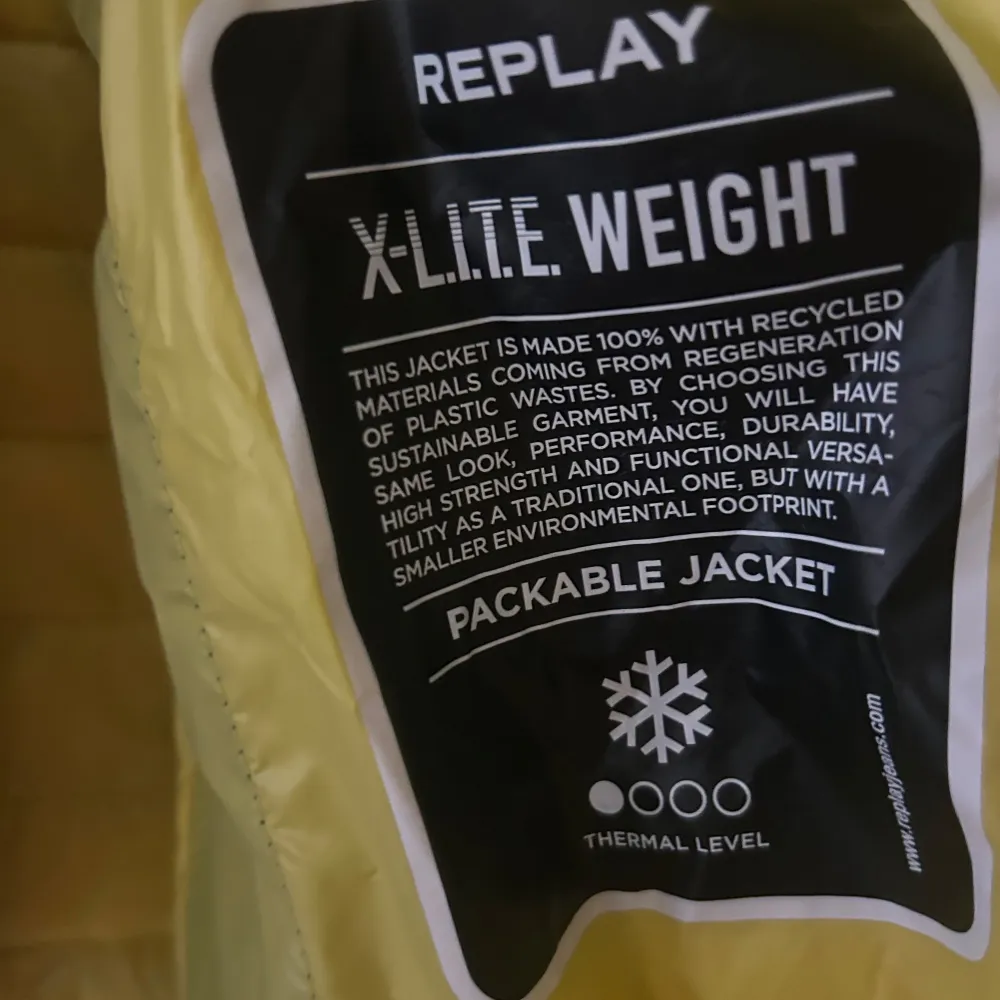 REPLAY
X-L.I.T.E. WEIGHT
THIS JACKET IS MADE 100% WITH RECYCLED
MATERIALS COMING FROM REGENERATION
OF PLASTIC WASTES. BY CHOOSING THIS
SUSTAINABLE GARMENT, YOU WILL HAVE
SAME LOOK, PERFORMANCE, DURABILITY,
HIGH STRENGTH AND FUNCTIONAL VERSA-
TILITY AS A TRADITIONAL ONE, BUT WITH A
SMALLER ENVIRONMENTAL FOOTPRINT.
PACKABLE JACKET
THERMAL LEVEL
www.replayjeans.com